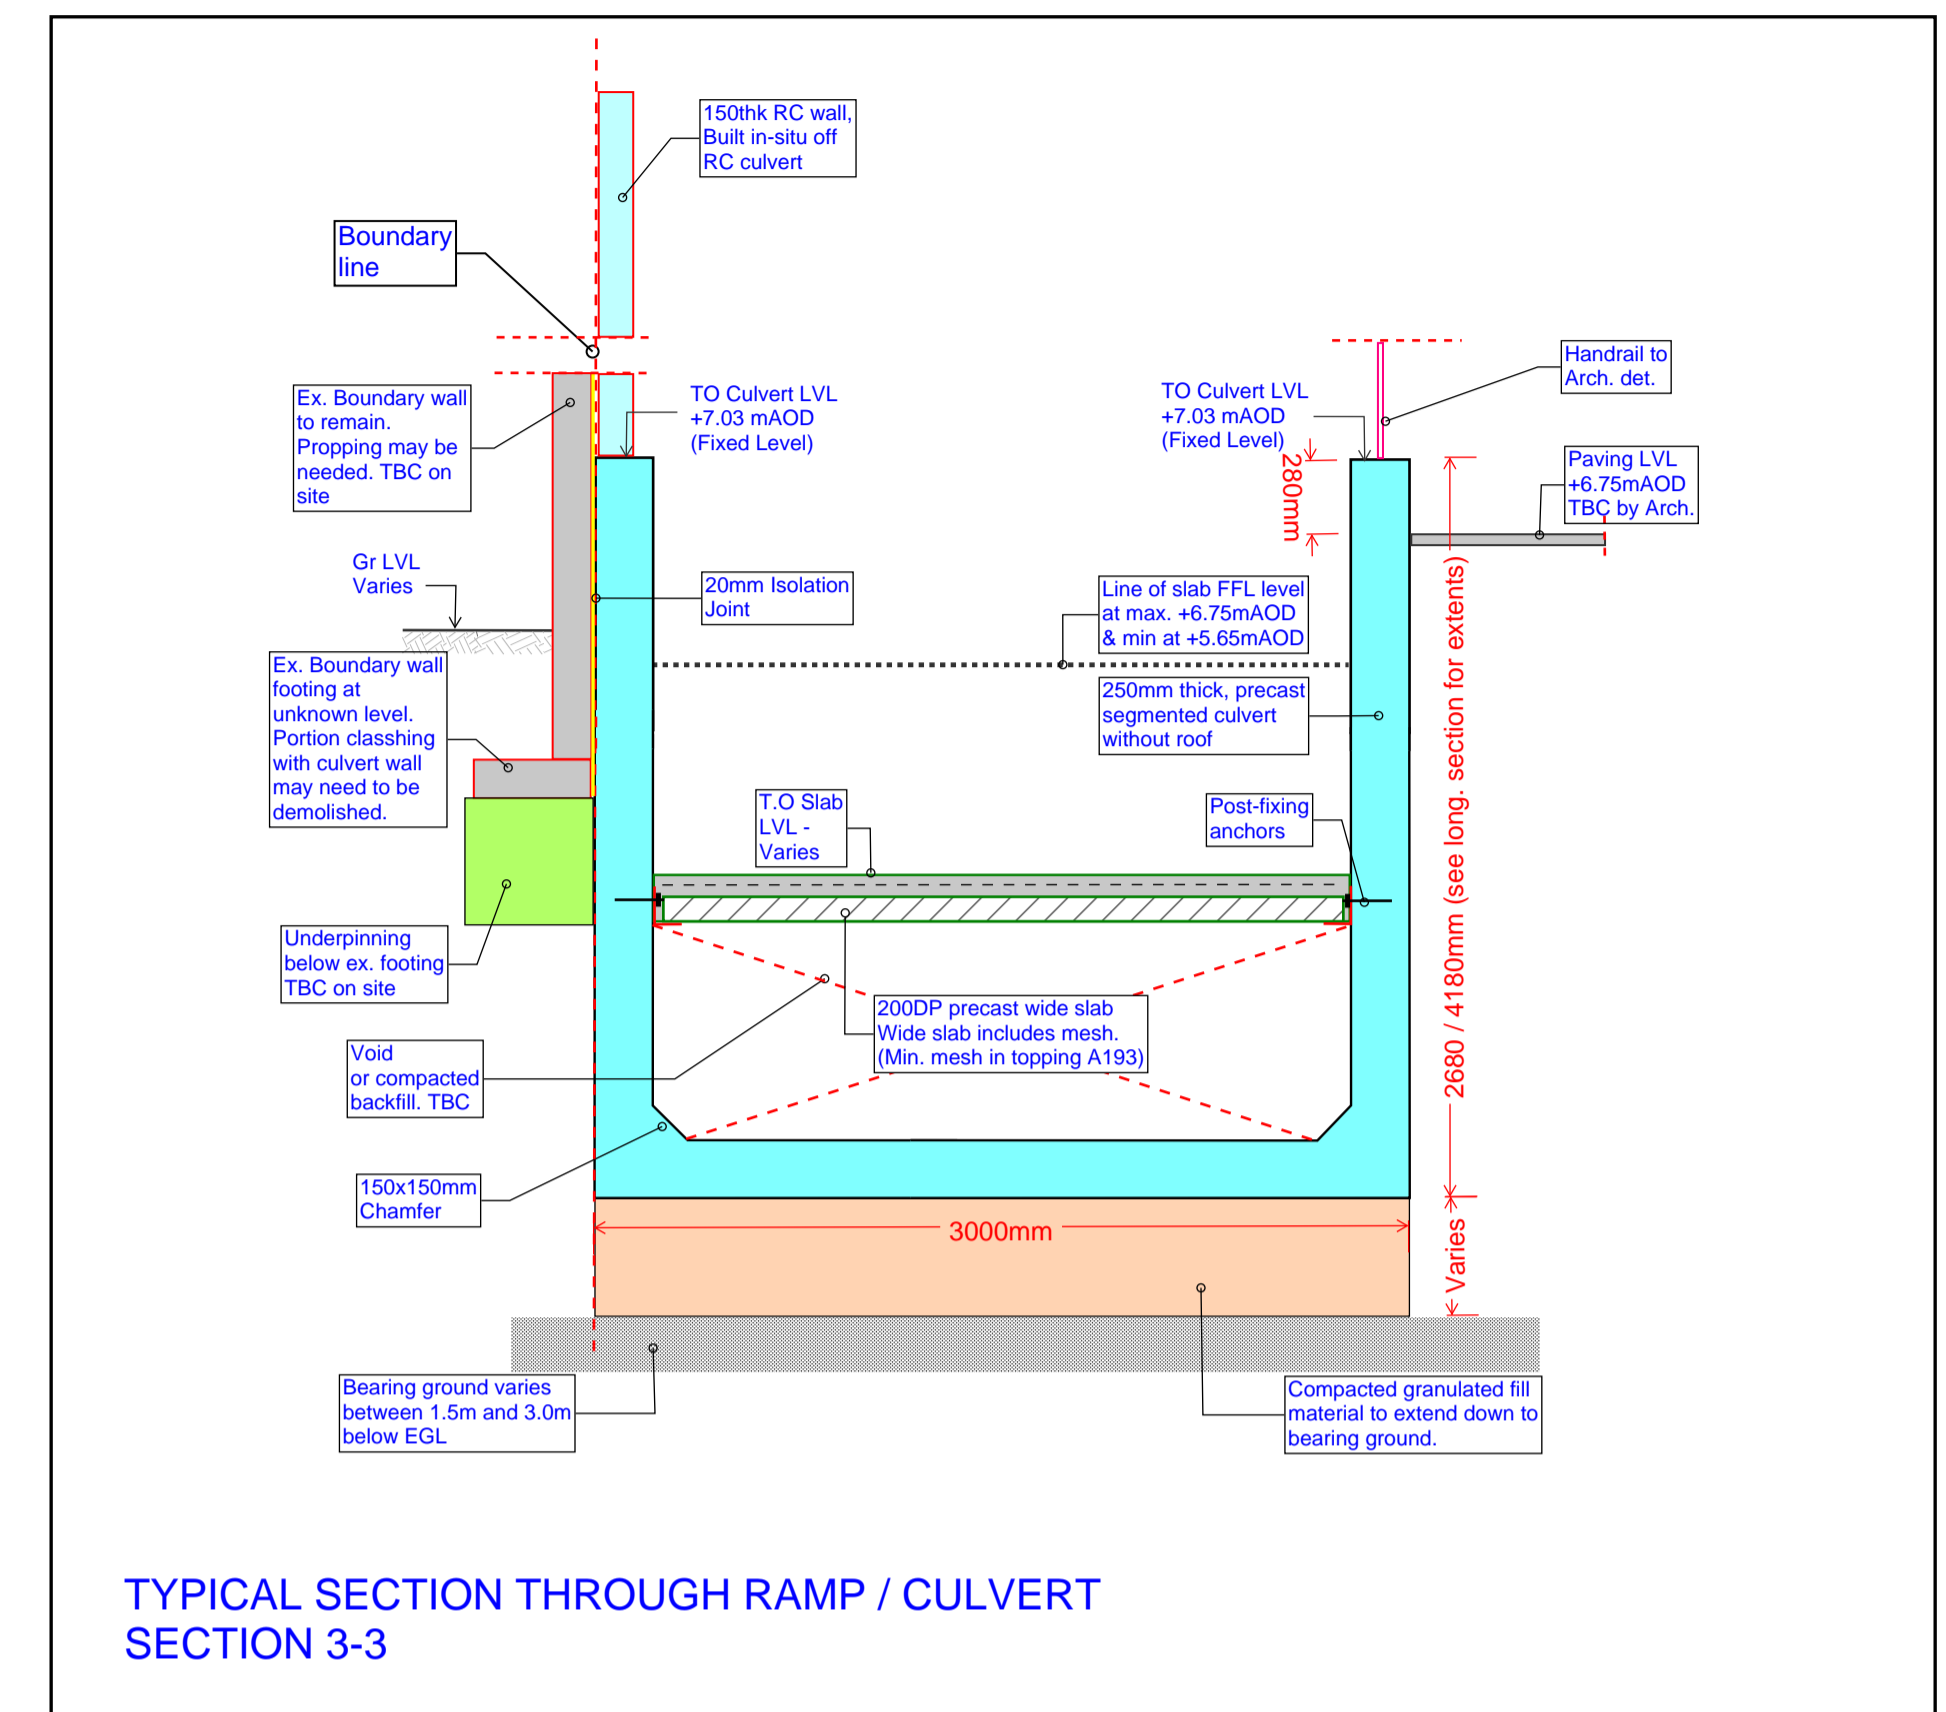 150thk RC wall,
Built in-situ off
RC culvert
Boundary
line
Ex. Boundary wall
to remain.
Propping may be
needed. TBC on
site
TO Culvert LVL
+7.03 mAOD
(Fixed Level)
TO Culvert LVL
+7.03 mAOD
(Fixed Level)
Handrail to
Arch. det.
280mm
Paving LVL
+6.75mAOD
TBC by Arch.
Gr LVL
Varies
20mm Isolation
Joint
Line of slab FFL level
at max. +6.75mAOD
& min at +5.65mAOD
Ex. Boundary wall
footing at
unknown level.
Portion classhing
with culvert wall
may need to be
demolished.
250mm thick, precast
segmented culvert
without roof
2680 / 4180mm (see long. section for extents)
T.O Slab
LVL -
Varies
Post-fixing
anchors
Underpinning
below ex. footing
TBC on site
200DP precast wide slab
Wide slab includes mesh.
(Min. mesh in topping A193)
Void
or compacted
backfill. TBC
150x150mm
Chamfer
3000mm
Varies
Bearing ground varies
between 1.5m and 3.0m
below EGL
Compacted granulated fill
material to extend down to
bearing ground.
TYPICAL SECTION THROUGH RAMP / CULVERT
SECTION 3-3